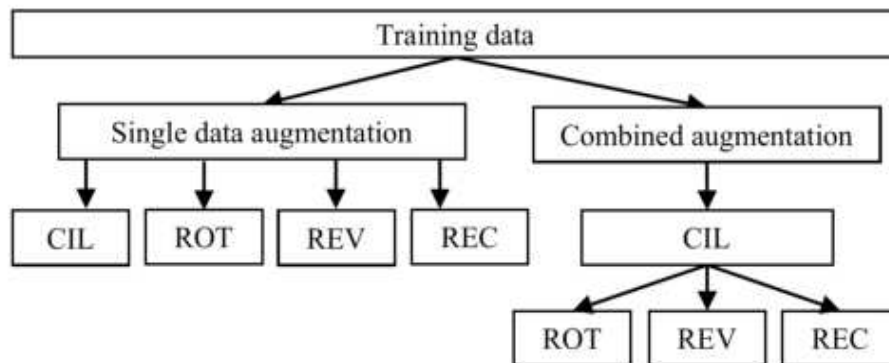 Training data
Single data augmentation
Combined augmentation
CIL
ROT
REV
REC
CIL
ROT
REV
REC